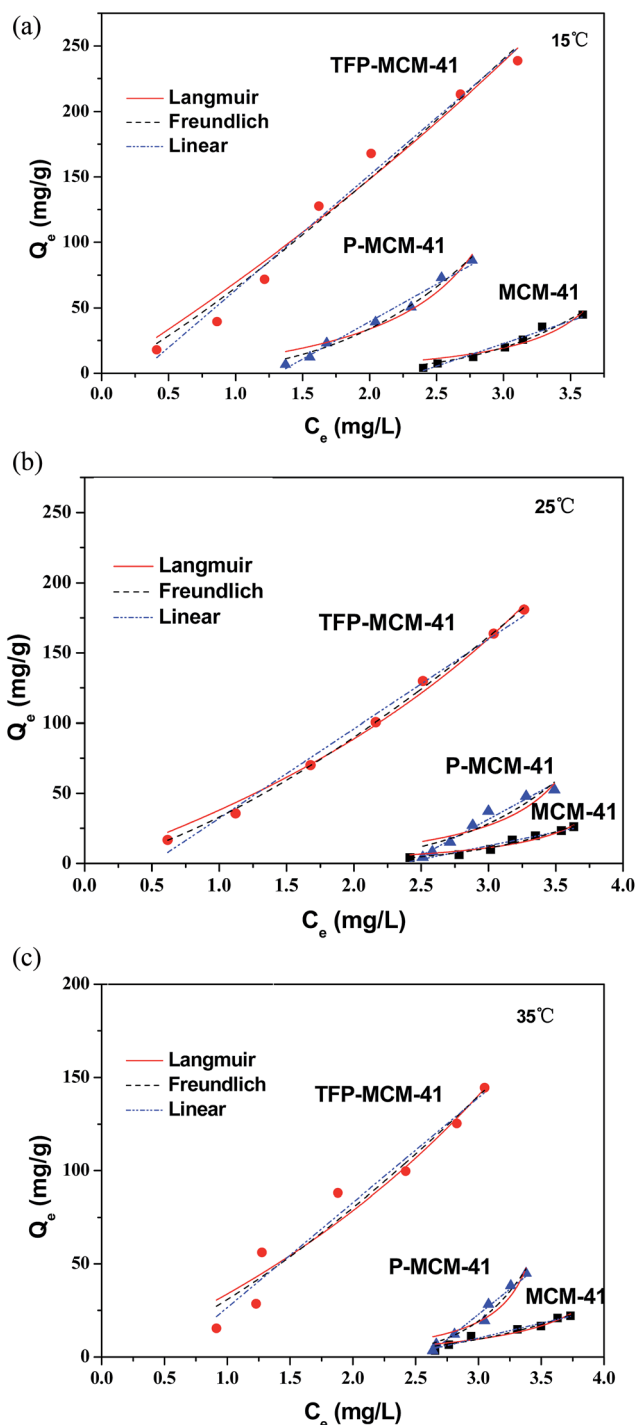 (a)
15℃
TFP-MCM-41
Langmuir
Freundlich
Linear
P-MCM-41
MCM-41
250
200
150
100
50
0
Qe (mg/g)
0.0 0.5 1.0 1.5 2.0 2.5 3.0 3.5
Ce (mg/L)
(b)
25℃
Langmuir
Freundlich
Linear
TFP-MCM-41
P-MCM-41
MCM-41
250
200
150
100
50
0
Qe (mg/g)
0.0 0.5 1.0 1.5 2.0 2.5 3.0 3.5 4.0
Ce (mg/L)
(c)
35℃
Langmuir
Freundlich
Linear
TFP-MCM-41
P-MCM-41
MCM-41
200
150
100
50
0
Qe (mg/g)
0.0 0.5 1.0 1.5 2.0 2.5 3.0 3.5 4.0
Ce (mg/L)